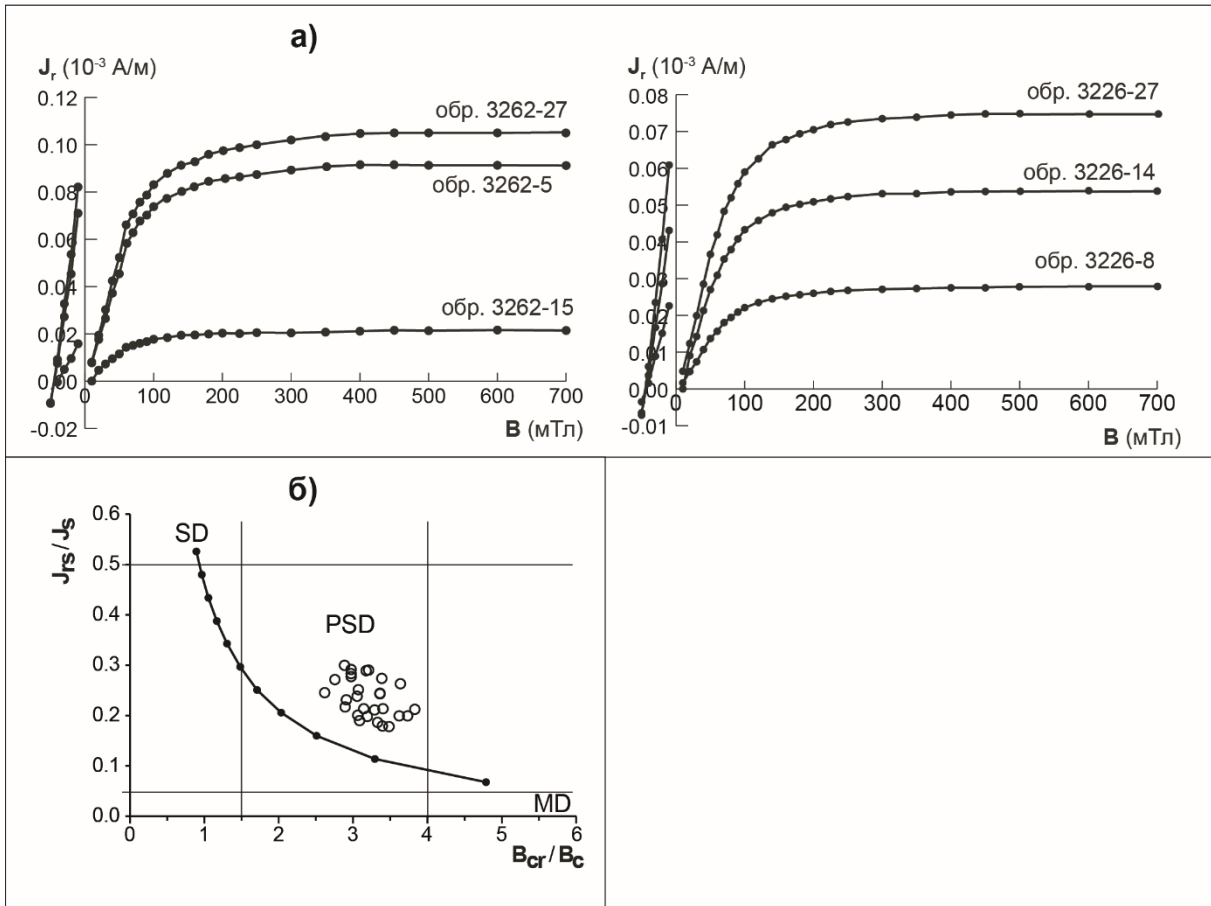 а)
J_r (10^-3 А/м)
0.12
0.10
0.08
0.06
0.04
0.02
0.00
-0.02
0 100 200 300 400 500 600 700
B (мТл)
обр. 3262-27
обр. 3262-5
обр. 3262-15
J_r (10^-3 А/м)
0.08
0.07
0.06
0.05
0.04
0.03
0.02
0.01
0.00
-0.01
0 100 200 300 400 500 600 700
B (мТл)
обр. 3226-27
обр. 3226-14
обр. 3226-8
б)
J_rs / J_s
0.6
0.5
0.4
0.3
0.2
0.1
0.0
SD
PSD
MD
0 1 2 3 4 5 6
B_cr / B_c